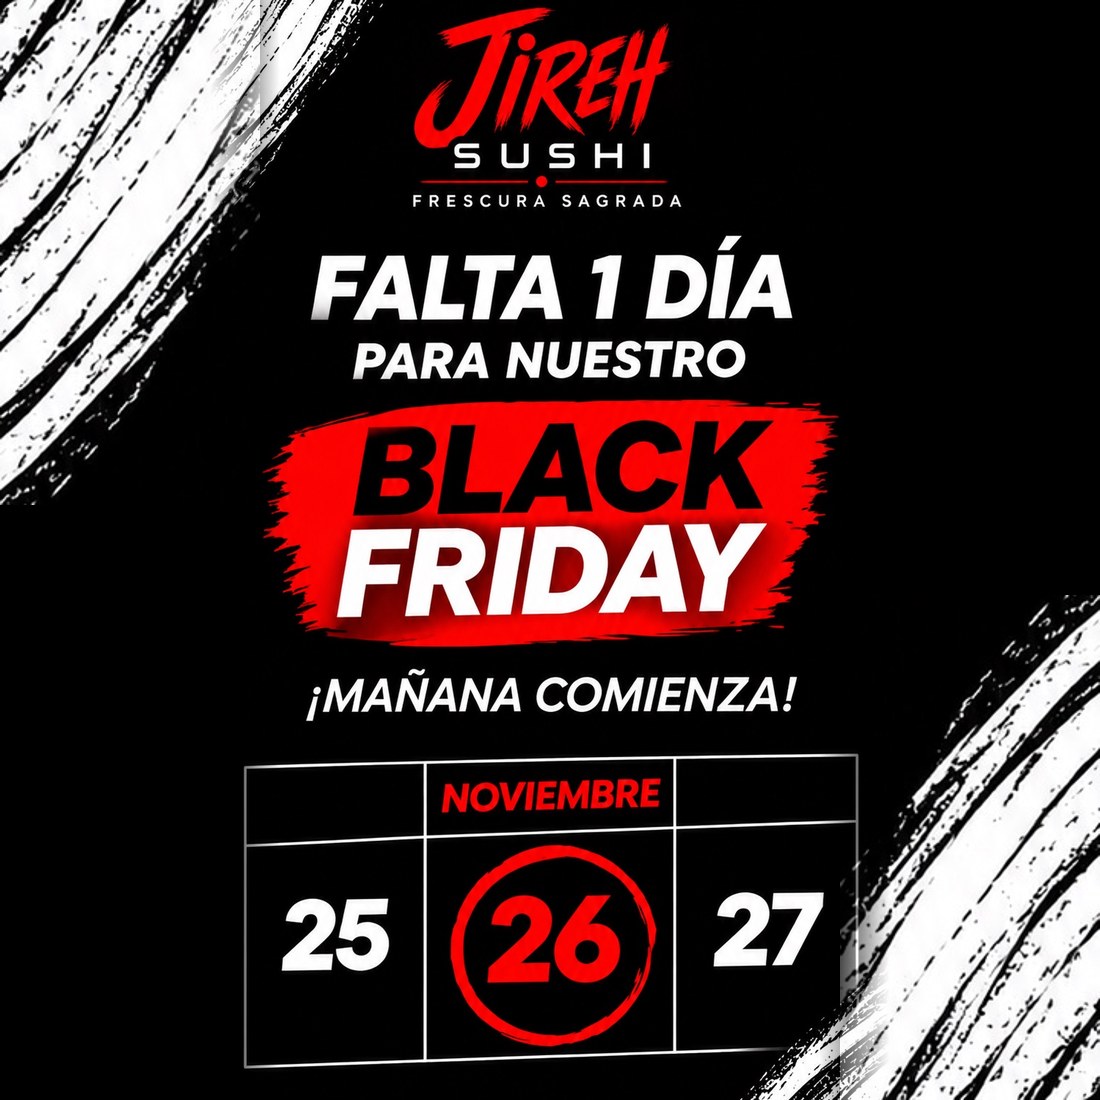 JIREH
SUSHI
FRESCURA SAGRADA
FALTA 1 DÍA
PARA NUESTRO
BLACK
FRIDAY
¡MAÑANA COMIENZA!
NOVIEMBRE
25 26 27